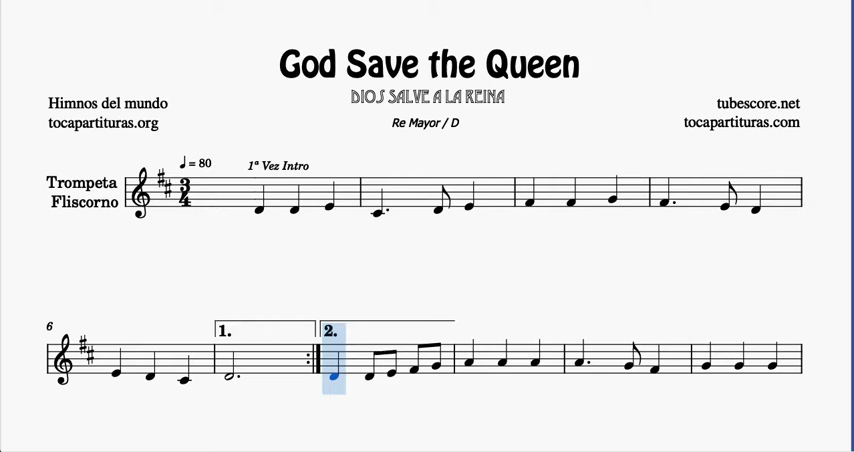 God Save the Queen
DIOS SALVE A LA REINA
Himnos del mundo
tubescore.net
tocapartituras.org
Re Mayor / D
tocapartituras.com
♩ = 80
1ª Vez Intro
Trompeta
Fliscorno
3
4
6
1.
2.